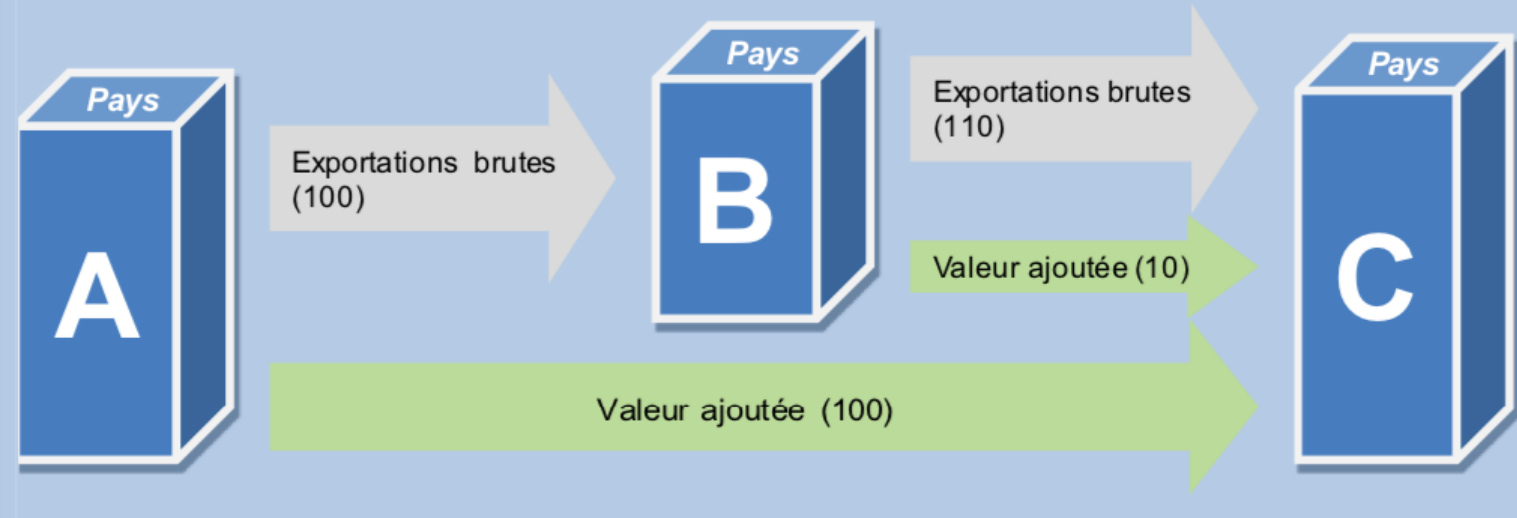 Pays
A
Exportations brutes
(100)
Pays
B
Exportations brutes
(110)
Valeur ajoutée (10)
Pays
C
Valeur ajoutée (100)